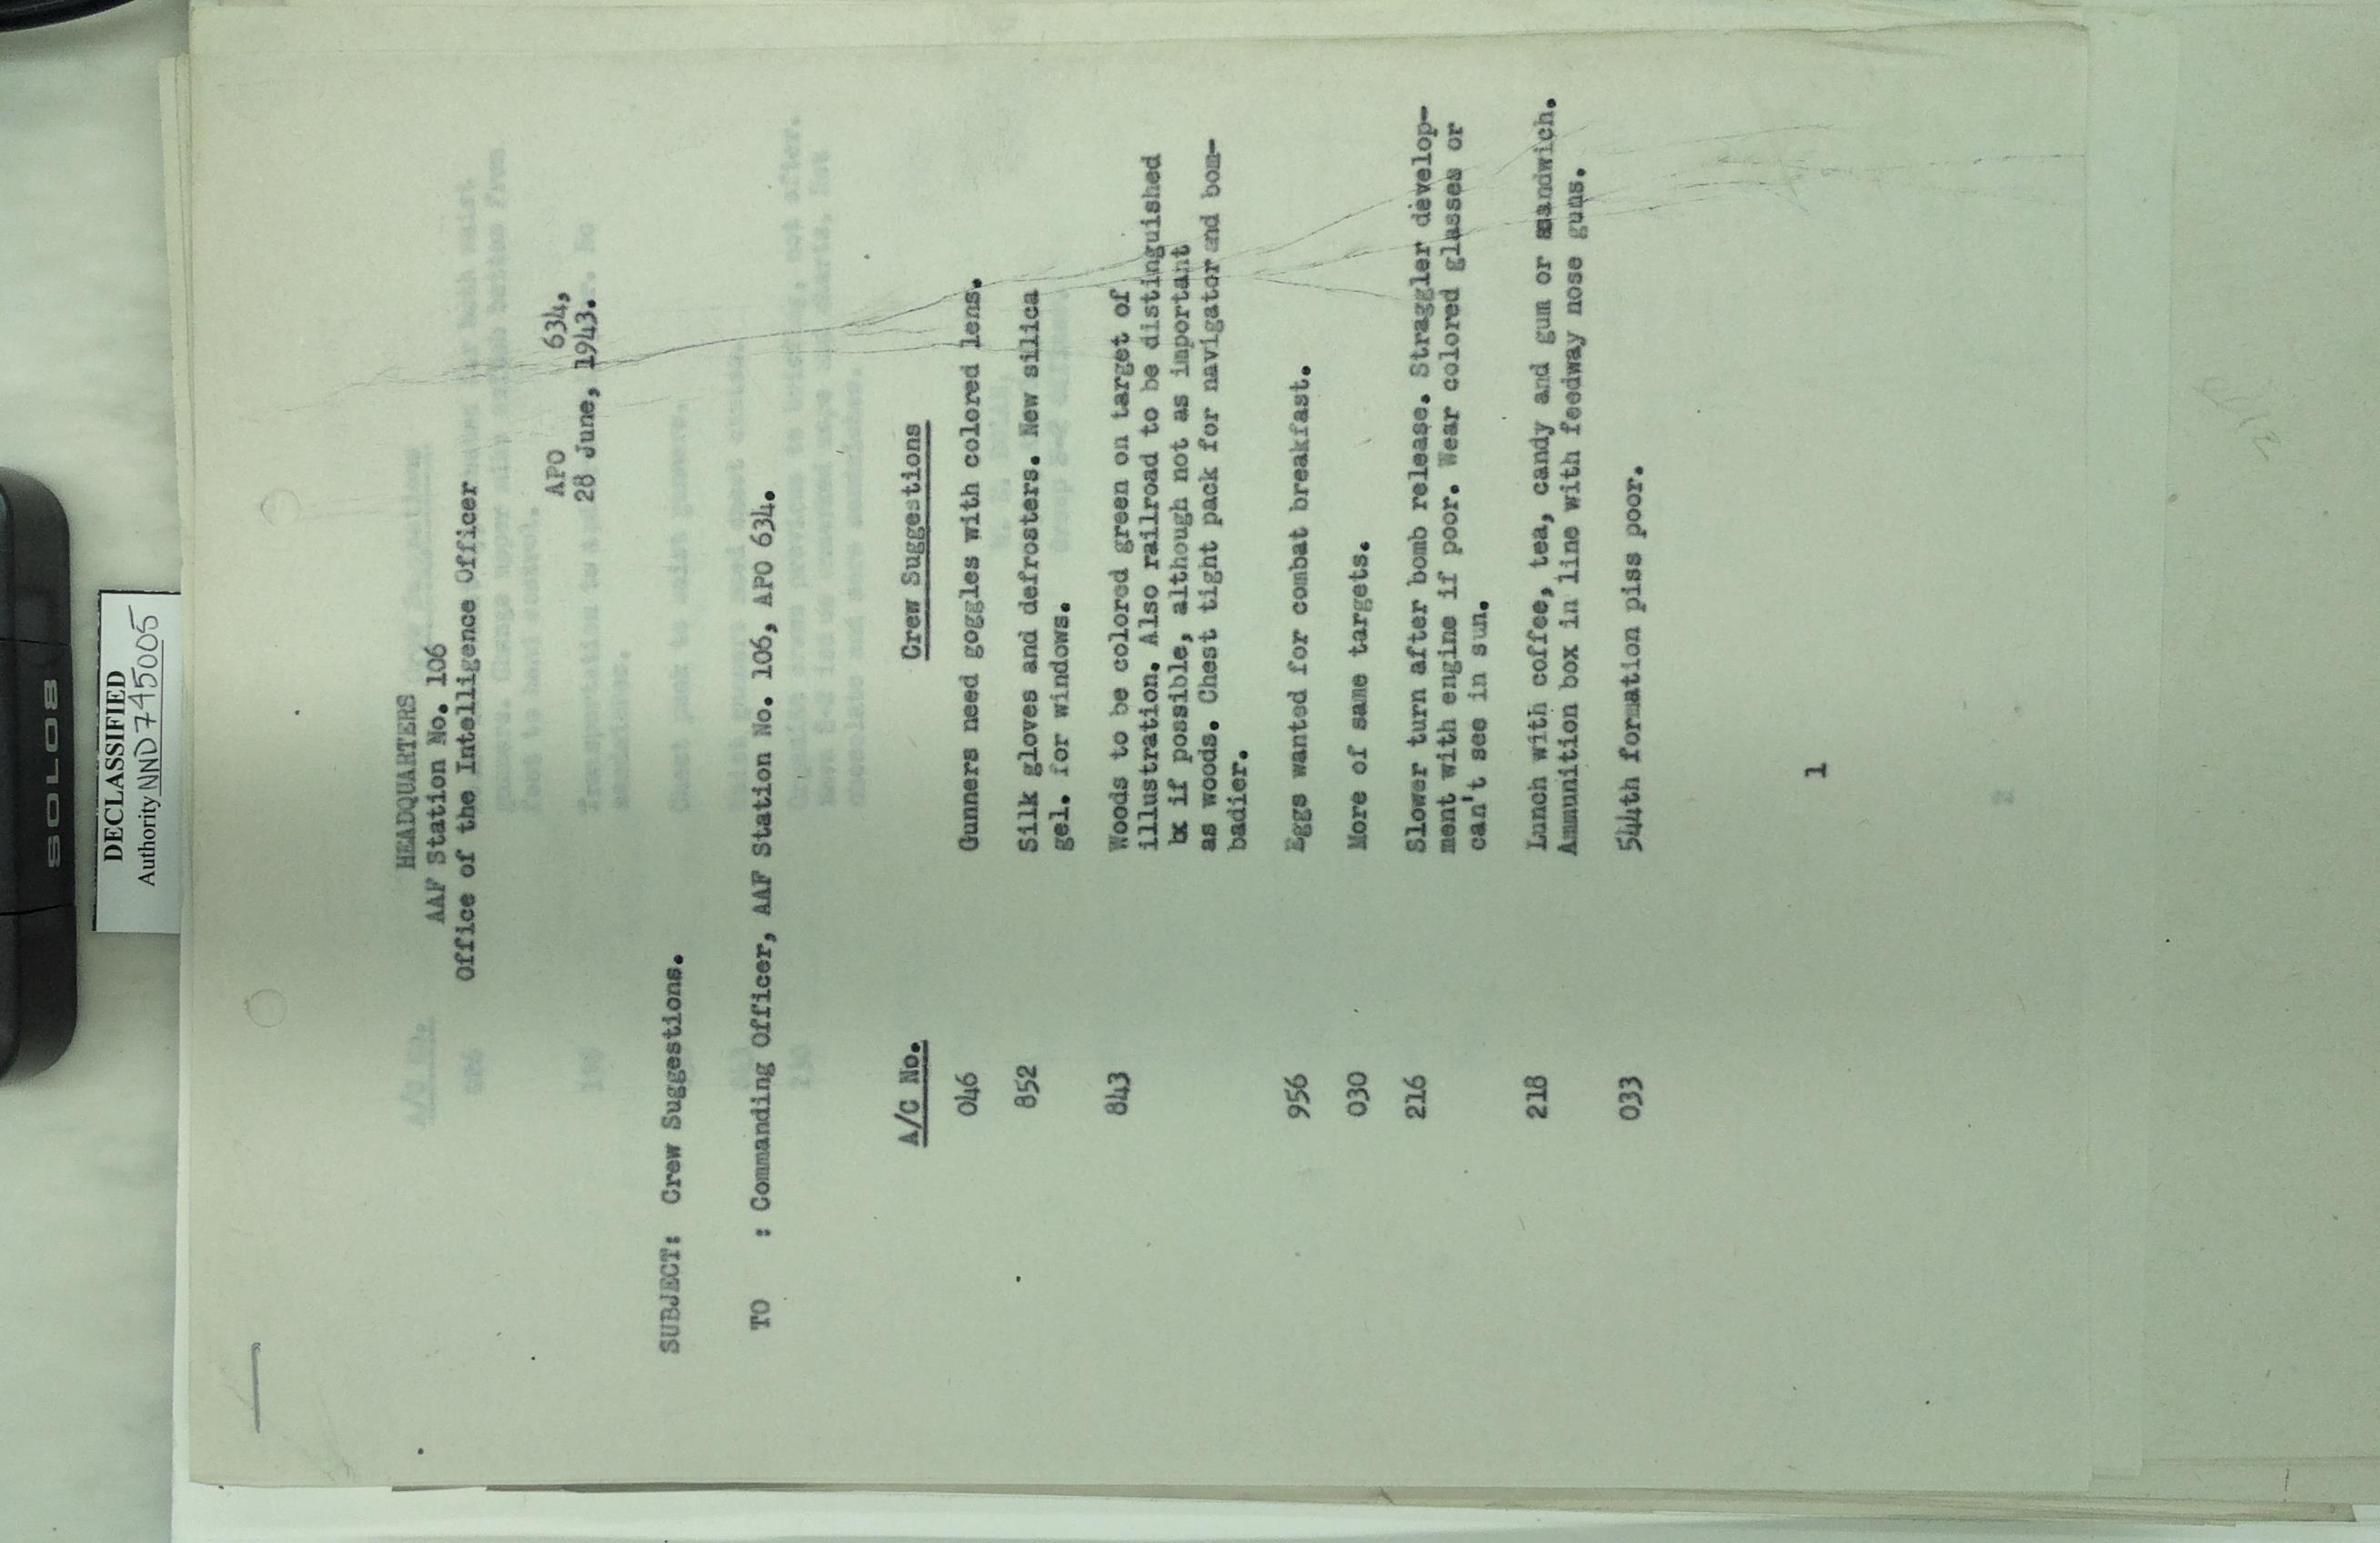 SOLO8
DECLASSIFIED
Authority NND745005
HEADQUARTERS
AAF Station No. 106
Office of the Intelligence Officer
APO 634,
28 June, 1943.
SUBJECT: Crew Suggestions.
TO : Commanding Officer, AAF Station No. 106, APO 634.
A/C No. Crew Suggestions
046 Gunners need goggles with colored lens.
852 Silk gloves and defrosters. New silica
gel. for windows.
843 Woods to be colored green on target of
illustration. Also railroad to be distinguished
if possible, although not as important
as woods. Chest tight pack for navigator and bom-
badier.
956 Eggs wanted for combat breakfast.
030 More of same targets.
216 Slower turn after bomb release. Straggler develop-
ment with engine if poor. Wear colored glasses or
can't see in sun.
218 Lunch with coffee, tea, candy and gum or sandwich.
Ammunition box in line with feedway nose guns.
033 544th formation piss poor.
1